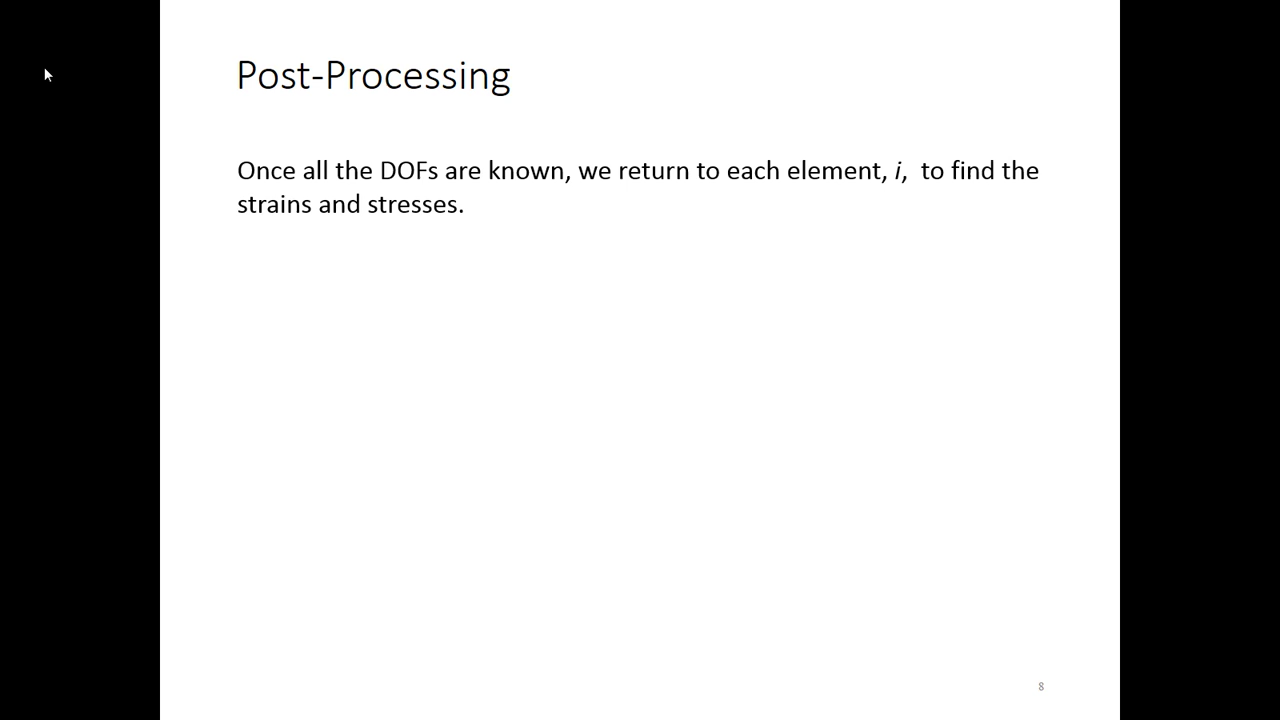 Post-Processing
Once all the DOFs are known, we return to each element, i,  to find the
strains and stresses.
8